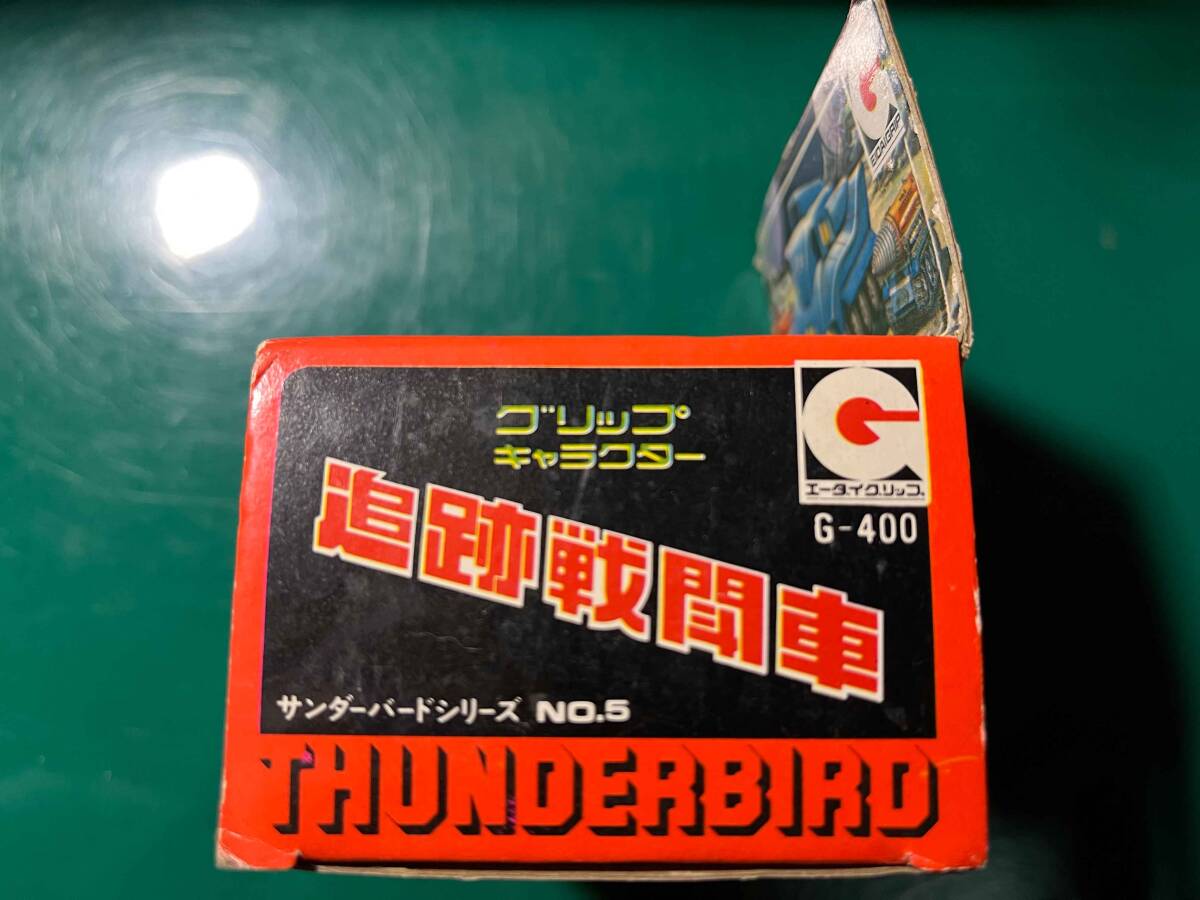 EIDAIGRIP
グリップ
キャラクター
エーダイグリップ
G-400
追跡戦闘車
サンダーバードシリーズ NO.5
THUNDERBIRD